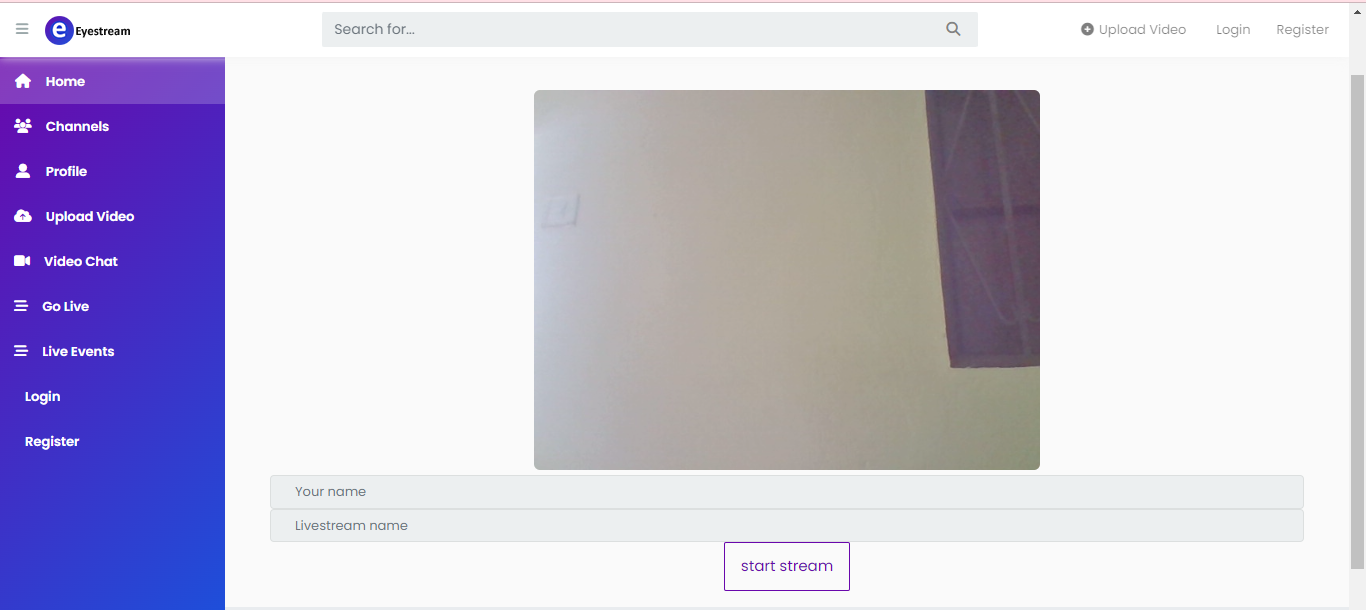 e Eyestream
Search for...
Upload Video
Login
Register
Home
Channels
Profile
Upload Video
Video Chat
Go Live
Live Events
Login
Register
Your name
Livestream name
start stream